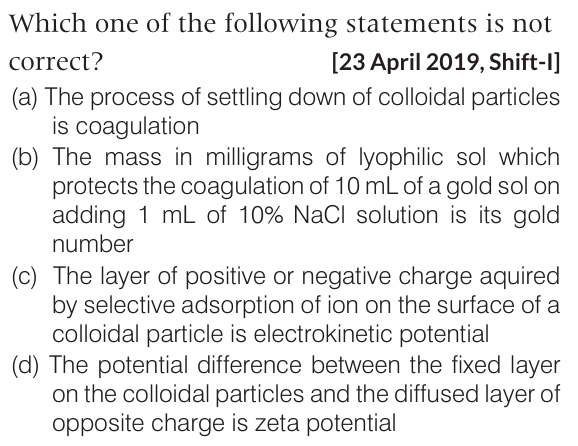 Which one of the following statements is not
correct? [23 April 2019, Shift-I]
(a) The process of settling down of colloidal particles
is coagulation
(b) The mass in milligrams of lyophilic sol which
protects the coagulation of 10 mL of a gold sol on
adding 1 mL of 10% NaCl solution is its gold
number
(c) The layer of positive or negative charge aquired
by selective adsorption of ion on the surface of a
colloidal particle is electrokinetic potential
(d) The potential difference between the fixed layer
on the colloidal particles and the diffused layer of
opposite charge is zeta potential